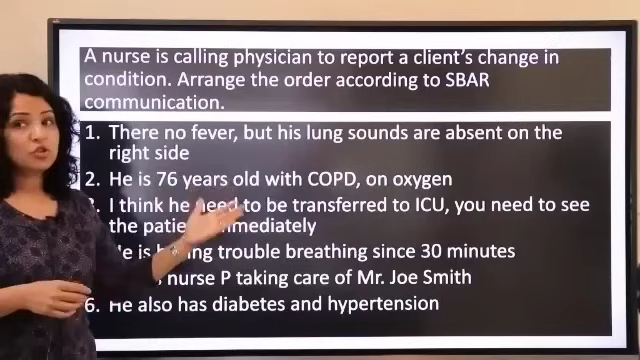 A nurse is calling physician to report a client's change in
condition. Arrange the order according to SBAR
communication.
1. There no fever, but his lung sounds are absent on the
right side
2. He is 76 years old with COPD, on oxygen
I think he need to be transferred to ICU, you need to see
the
is having trouble breathing since 30 minutes
nurse P taking care of Mr. Joe Smith
6. He also has diabetes and hypertension